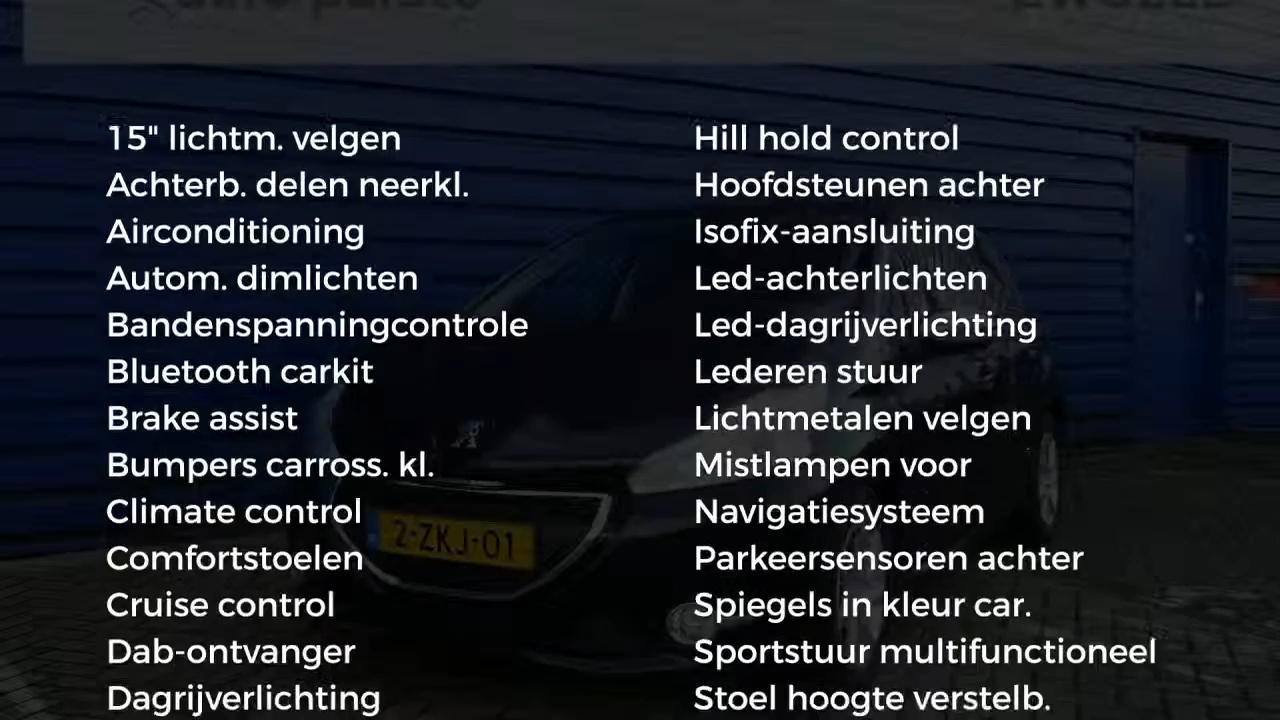 15" lichtm. velgen
Achterb. delen neerkl.
Airconditioning
Autom. dimlichten
Bandenspanningcontrole
Bluetooth carkit
Brake assist
Bumpers carross. kl.
Climate control
Comfortstoelen
Cruise control
Dab-ontvanger
Dagrijverlichting
Hill hold control
Hoofdsteunen achter
Isofix-aansluiting
Led-achterlichten
Led-dagrijverlichting
Lederen stuur
Lichtmetalen velgen
Mistlampen voor
Navigatiesysteem
Parkeersensoren achter
Spiegels in kleur car.
Sportstuur multifunctioneel
Stoel hoogte verstelb.
2-ZKJ-01